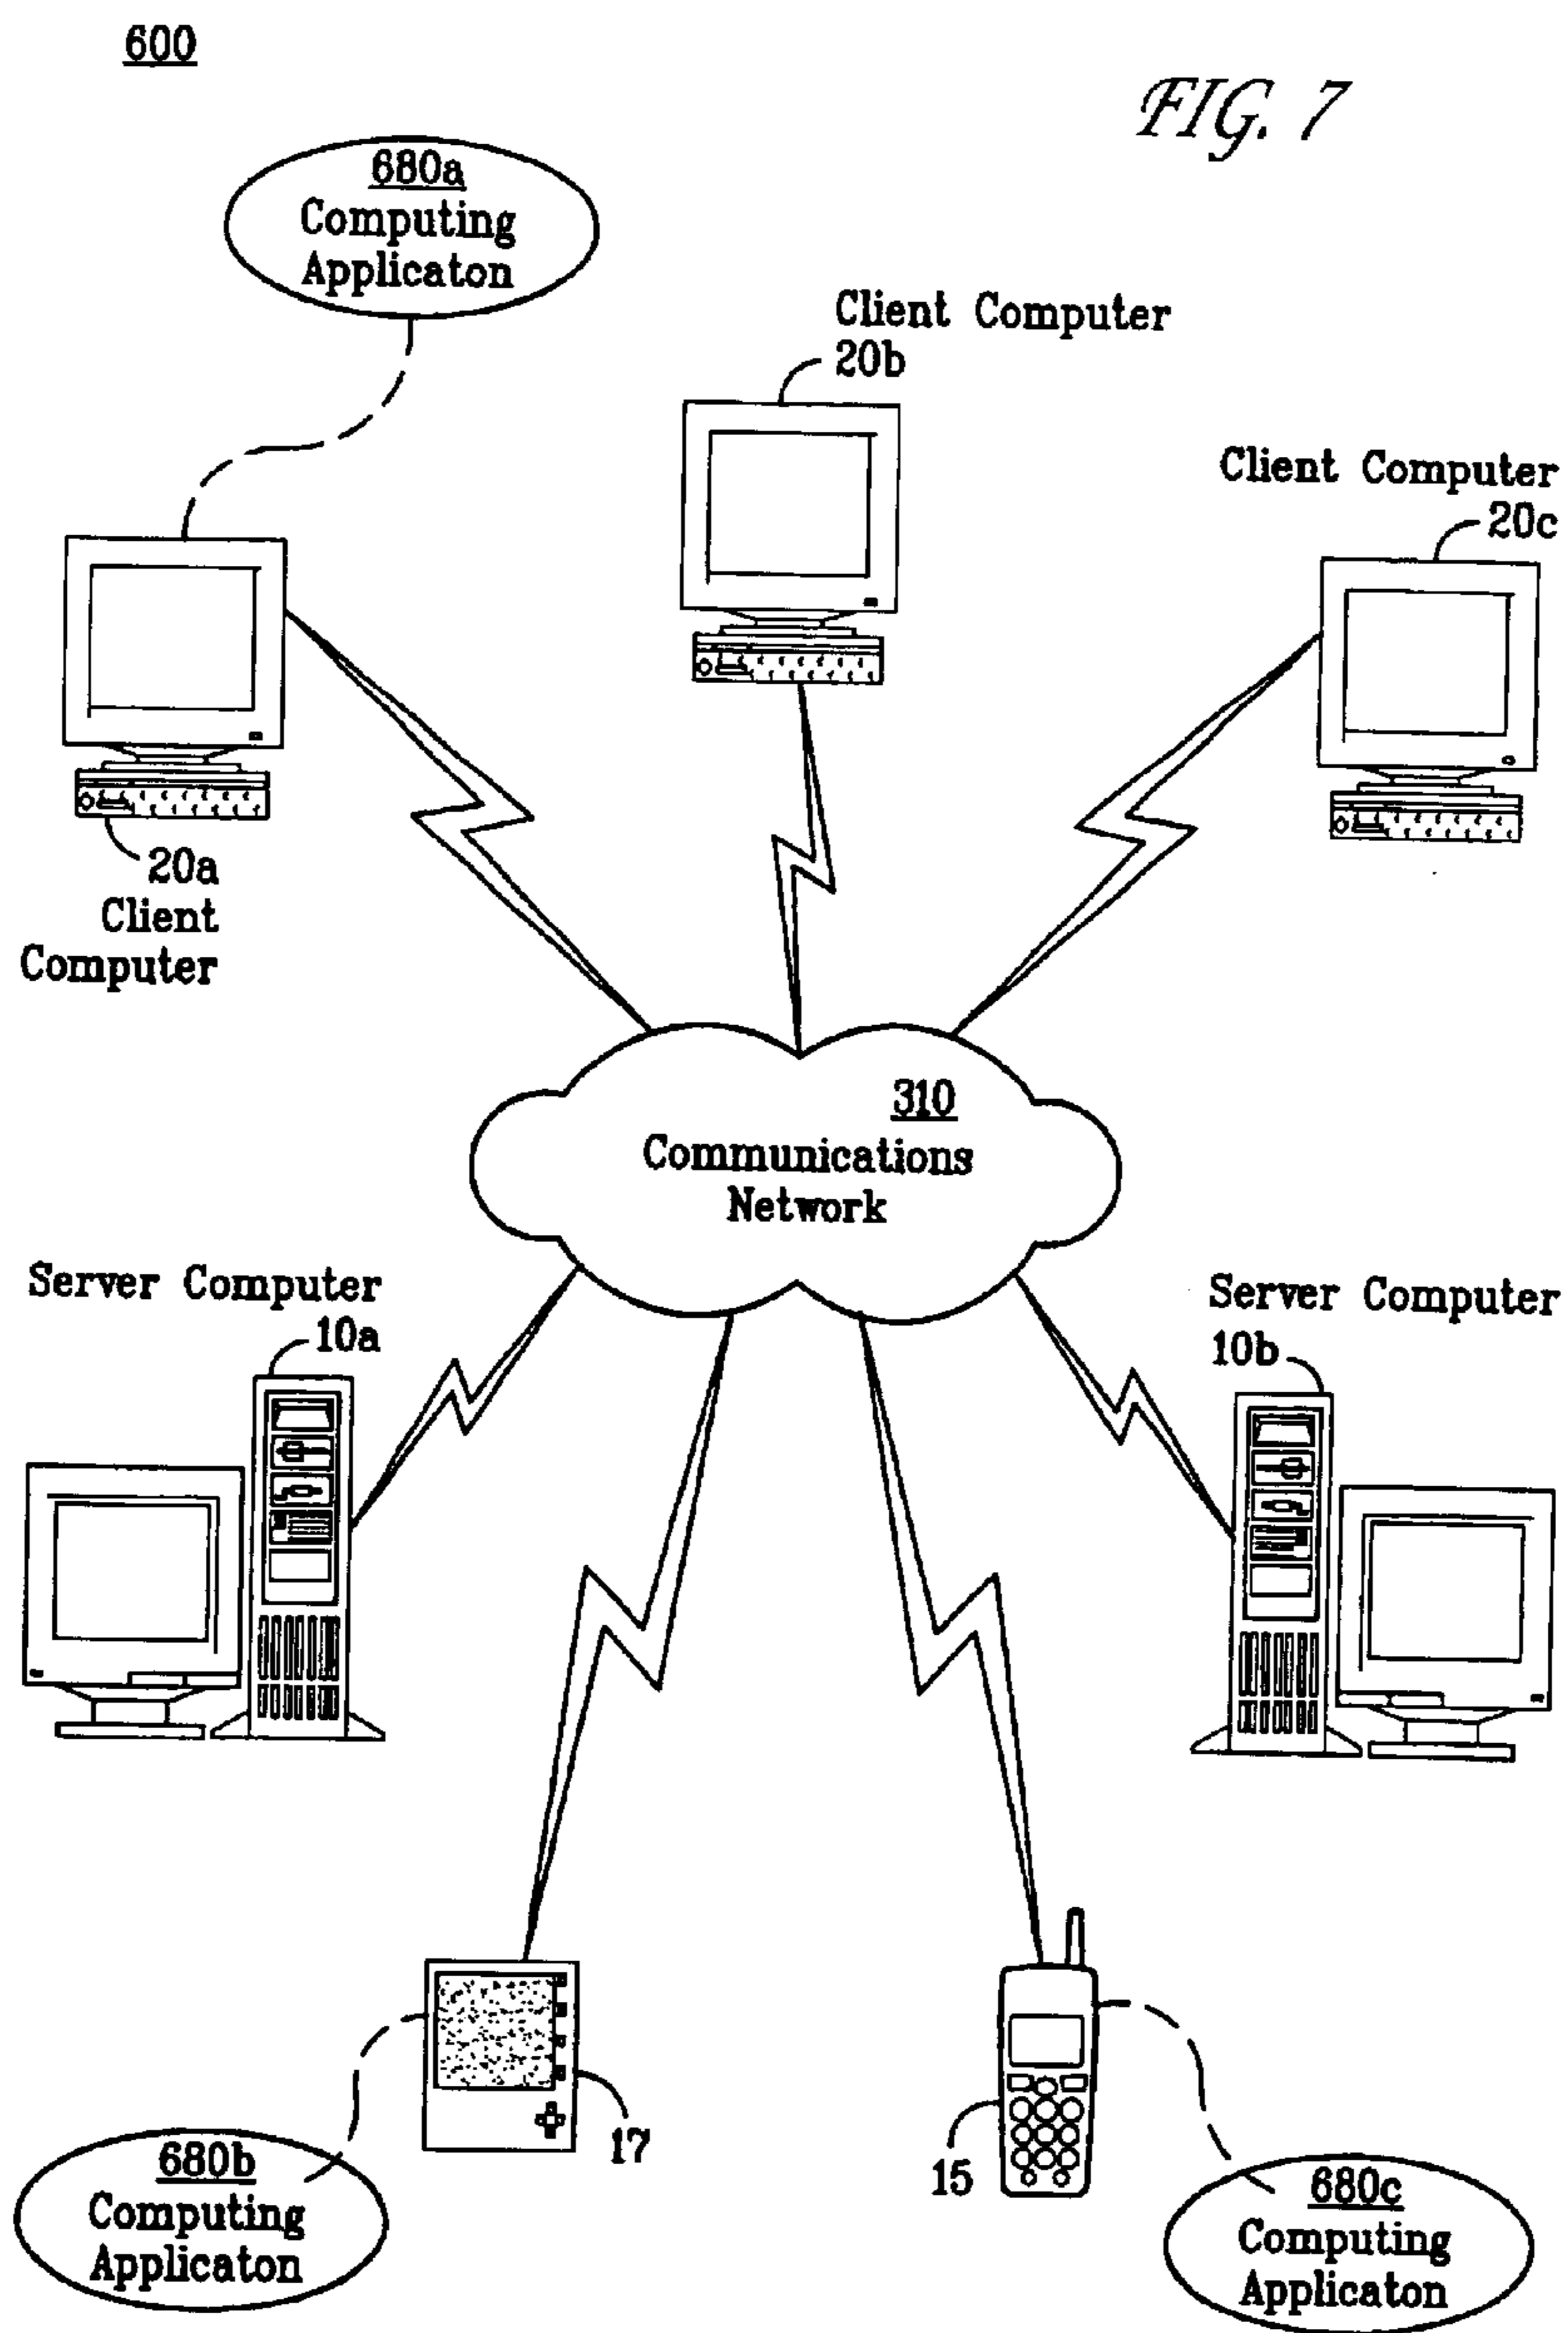 600
FIG. 7
680a
Computing
Applicaton
Client Computer
20b
Client Computer
20c
20a
Client
Computer
310
Communications
Network
Server Computer
10a
Server Computer
10b
17
15
680b
Computing
Applicaton
680c
Computing
Applicaton